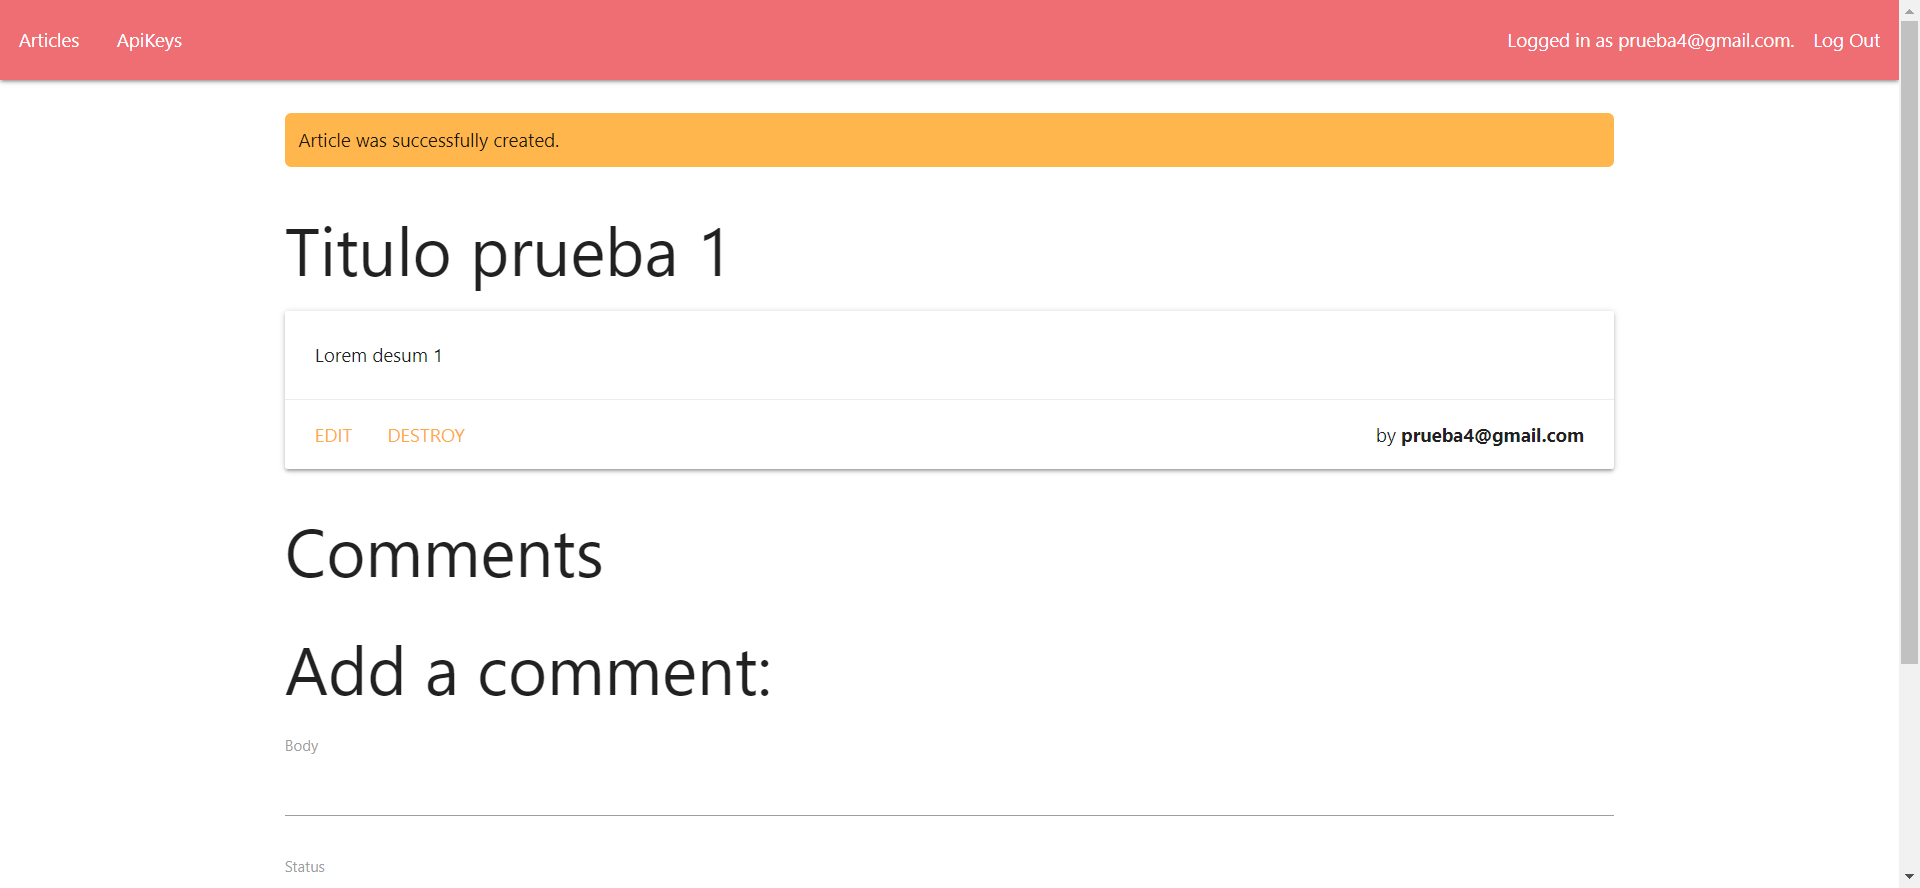 Articles ApiKeys Logged in as prueba4@gmail.com. Log Out
Article was successfully created.
Titulo prueba 1
Lorem desum 1
EDIT DESTROY by prueba4@gmail.com
Comments
Add a comment:
Body
Status